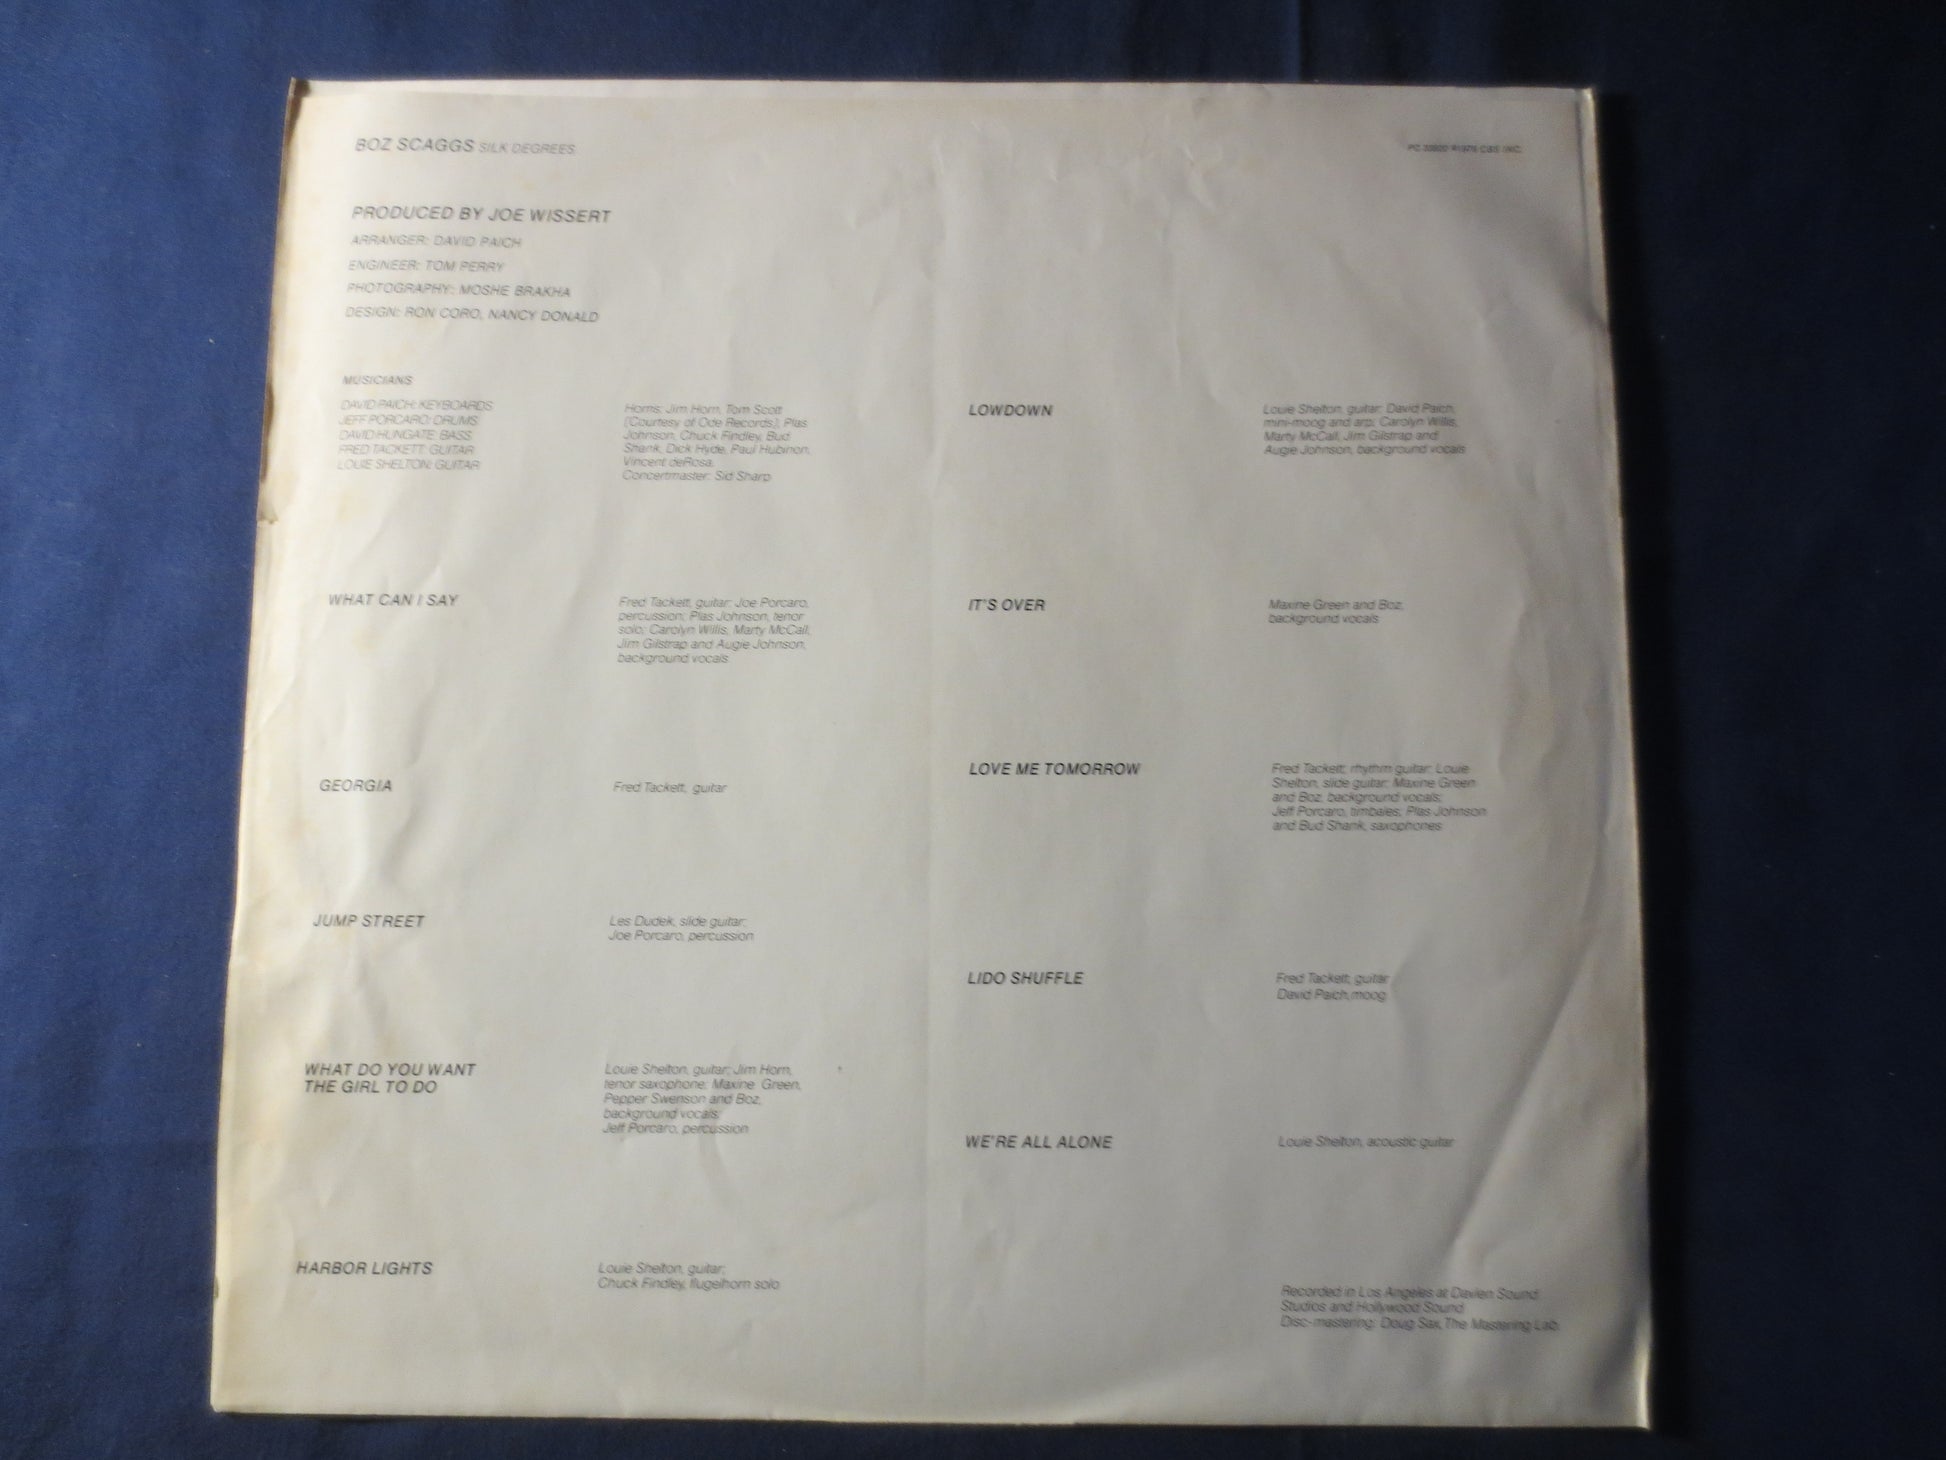 BOZ SCAGGS SILK DEGREES
PC 33920 ℗1976 CBS INC.
PRODUCED BY JOE WISSERT
ARRANGER: DAVID PAICH
ENGINEER: TOM PERRY
PHOTOGRAPHY: MOSHE BRAKHA
DESIGN: RON CORO, NANCY DONALD
MUSICIANS
DAVID PAICH: KEYBOARDS
JEFF PORCARO: DRUMS
DAVID HUNGATE: BASS
FRED TACKETT: GUITAR
LOUIE SHELTON: GUITAR
Horns: Jim Horn, Tom Scott
(Courtesy of Ode Records), Plas
Johnson, Chuck Findley, Bud
Shank, Dick Hyde, Paul Hubinon,
Vincent deRosa.
Concertmaster: Sid Sharp
WHAT CAN I SAY
Fred Tackett, guitar; Joe Porcaro,
percussion; Plas Johnson, tenor
solo; Carolyn Willis, Marty McCall,
Jim Gilstrap and Augie Johnson,
background vocals
GEORGIA
Fred Tackett, guitar
JUMP STREET
Les Dudek, slide guitar;
Joe Porcaro, percussion
WHAT DO YOU WANT
THE GIRL TO DO
Louie Shelton, guitar; Jim Horn,
tenor saxophone; Maxine Green,
Pepper Swenson and Boz,
background vocals;
Jeff Porcaro, percussion
HARBOR LIGHTS
Louie Shelton, guitar;
Chuck Findley, flugelhorn solo
LOWDOWN
Louie Shelton, guitar; David Paich,
mini-moog and arp; Carolyn Willis,
Marty McCall, Jim Gilstrap and
Augie Johnson, background vocals
IT'S OVER
Maxine Green and Boz,
background vocals
LOVE ME TOMORROW
Fred Tackett, rhythm guitar; Louie
Shelton, slide guitar; Maxine Green
and Boz, background vocals;
Jeff Porcaro, timbales; Plas Johnson
and Bud Shank, saxophones
LIDO SHUFFLE
Fred Tackett, guitar
David Paich, moog
WE'RE ALL ALONE
Louie Shelton, acoustic guitar
Recorded in Los Angeles at Davlen Sound
Studios and Hollywood Sound
Disc-mastering: Doug Sax, The Mastering Lab.